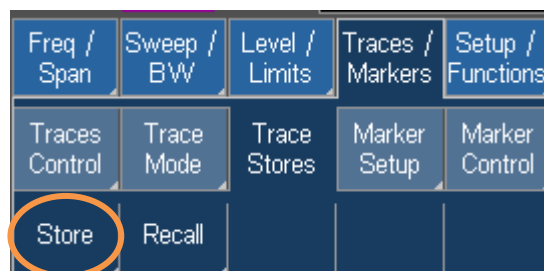 Freq / Sweep / Level / Traces / Setup /
Span BW Limits Markers Functions
Traces Trace Trace Marker Marker
Control Mode Stores Setup Control
Store Recall